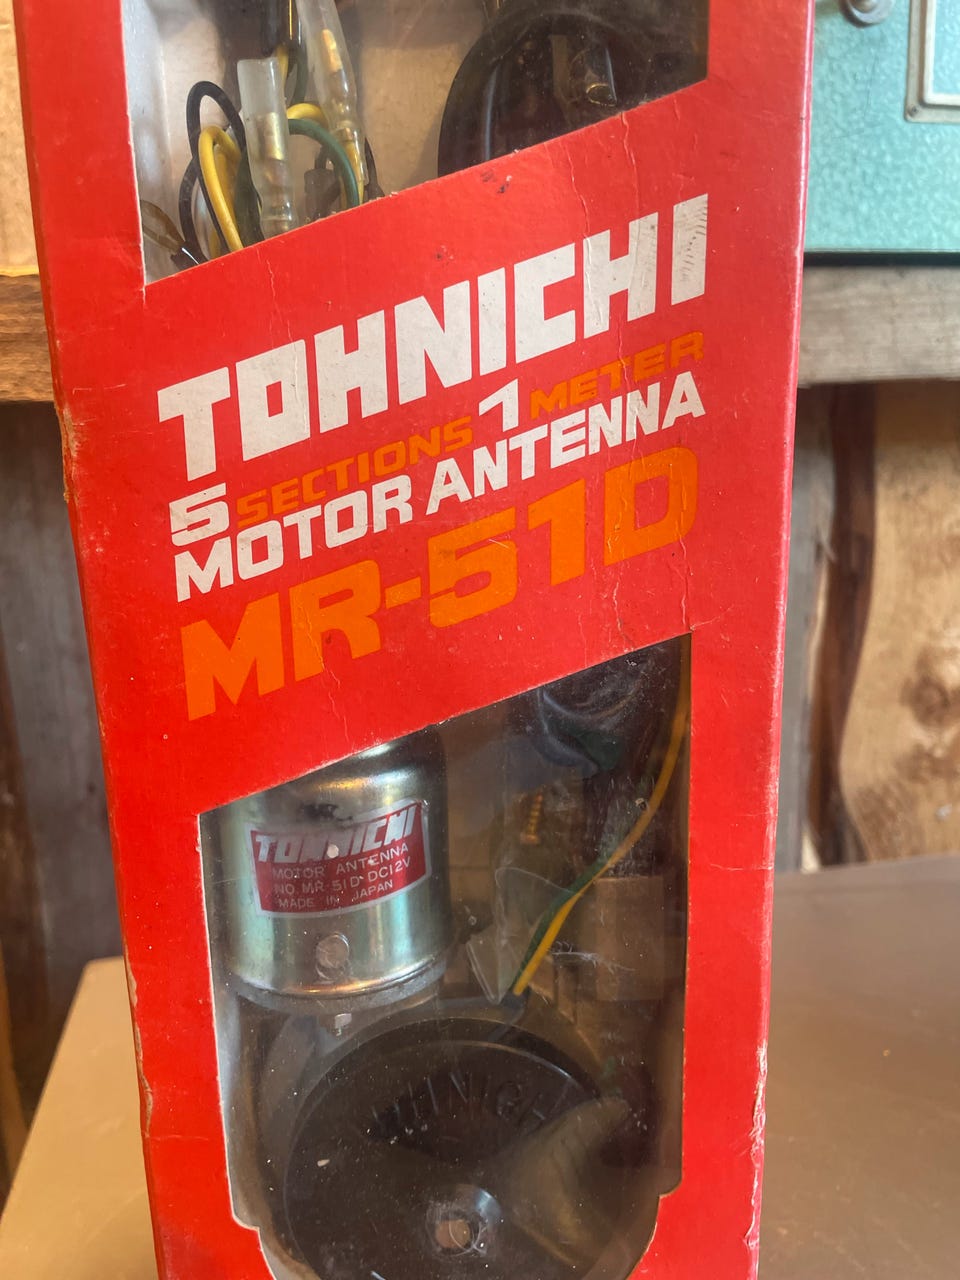 TOHNICHI
5 SECTIONS 1 METER
MOTOR ANTENNA
MR-51D
TOHNICHI
MOTOR ANTENNA
NO. MR-51D DC12V
MADE IN JAPAN